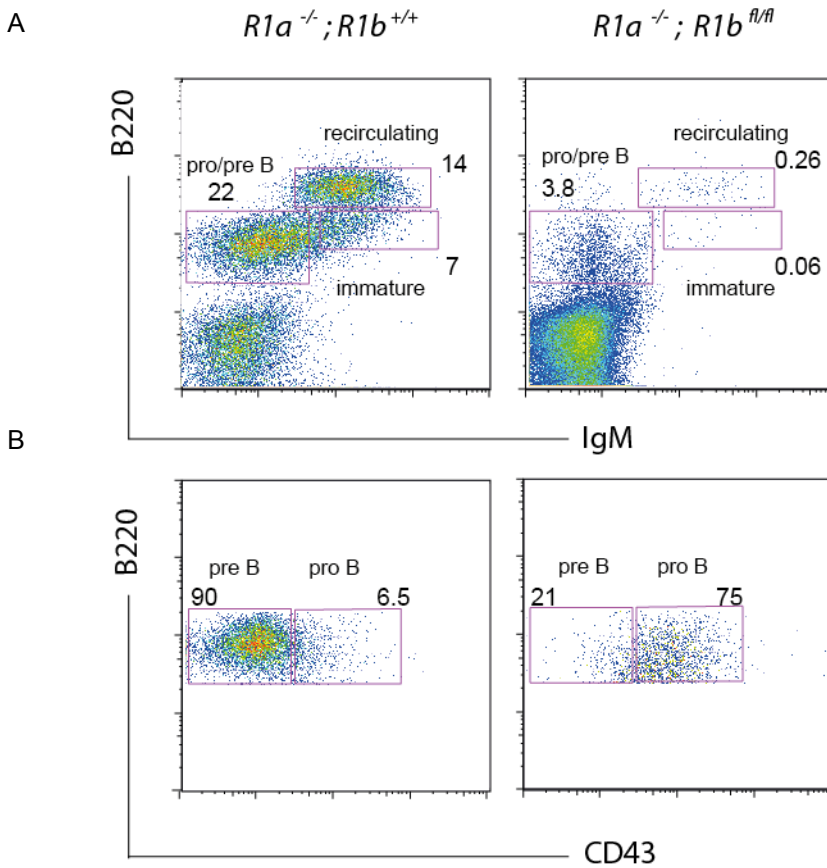 A
R1a -/- ; R1b +/+
R1a -/- ; R1b fl/fl
B220
pro/pre B
22
recirculating
14
7
immature
pro/pre B
3.8
recirculating
0.26
0.06
immature
IgM
B
B220
pre B
pro B
90
6.5
pre B
pro B
21
75
CD43